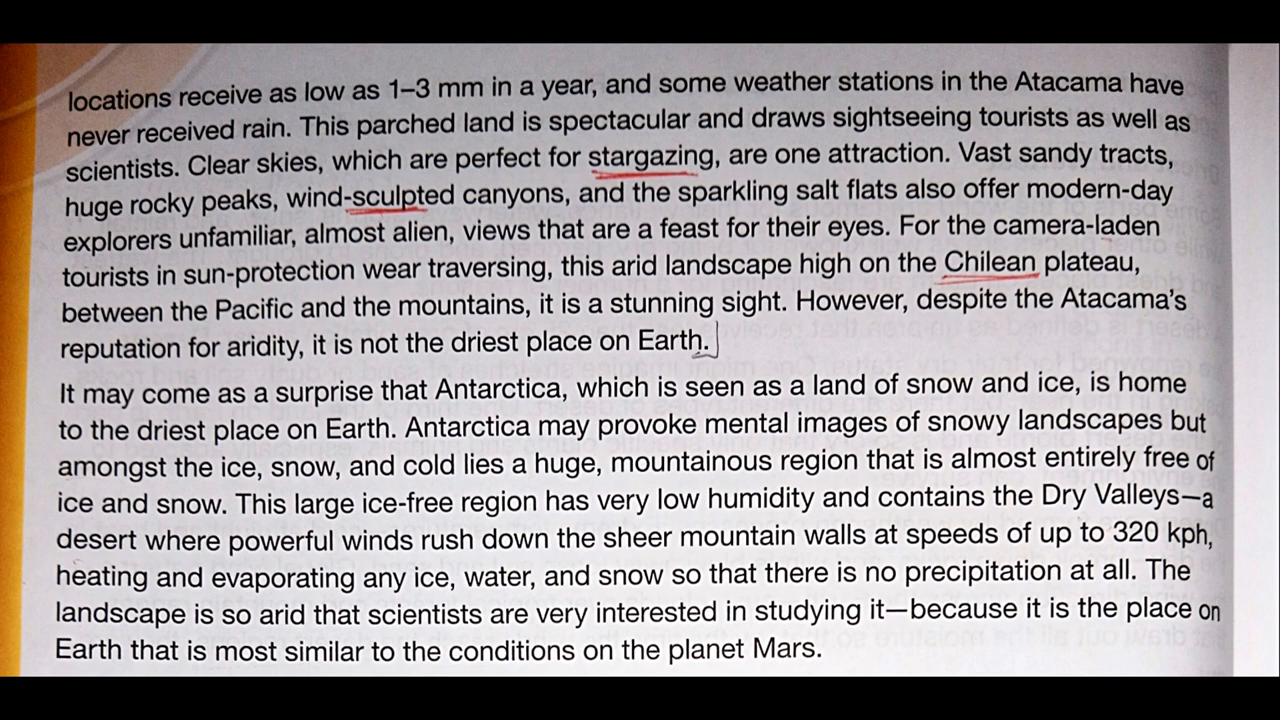 locations receive as low as 1–3 mm in a year, and some weather stations in the Atacama have
never received rain. This parched land is spectacular and draws sightseeing tourists as well as
scientists. Clear skies, which are perfect for stargazing, are one attraction. Vast sandy tracts,
huge rocky peaks, wind-sculpted canyons, and the sparkling salt flats also offer modern-day
explorers unfamiliar, almost alien, views that are a feast for their eyes. For the camera-laden
tourists in sun-protection wear traversing, this arid landscape high on the Chilean plateau,
between the Pacific and the mountains, it is a stunning sight. However, despite the Atacama's
reputation for aridity, it is not the driest place on Earth.
It may come as a surprise that Antarctica, which is seen as a land of snow and ice, is home
to the driest place on Earth. Antarctica may provoke mental images of snowy landscapes but
amongst the ice, snow, and cold lies a huge, mountainous region that is almost entirely free of
ice and snow. This large ice-free region has very low humidity and contains the Dry Valleys—a
desert where powerful winds rush down the sheer mountain walls at speeds of up to 320 kph,
heating and evaporating any ice, water, and snow so that there is no precipitation at all. The
landscape is so arid that scientists are very interested in studying it—because it is the place on
Earth that is most similar to the conditions on the planet Mars.